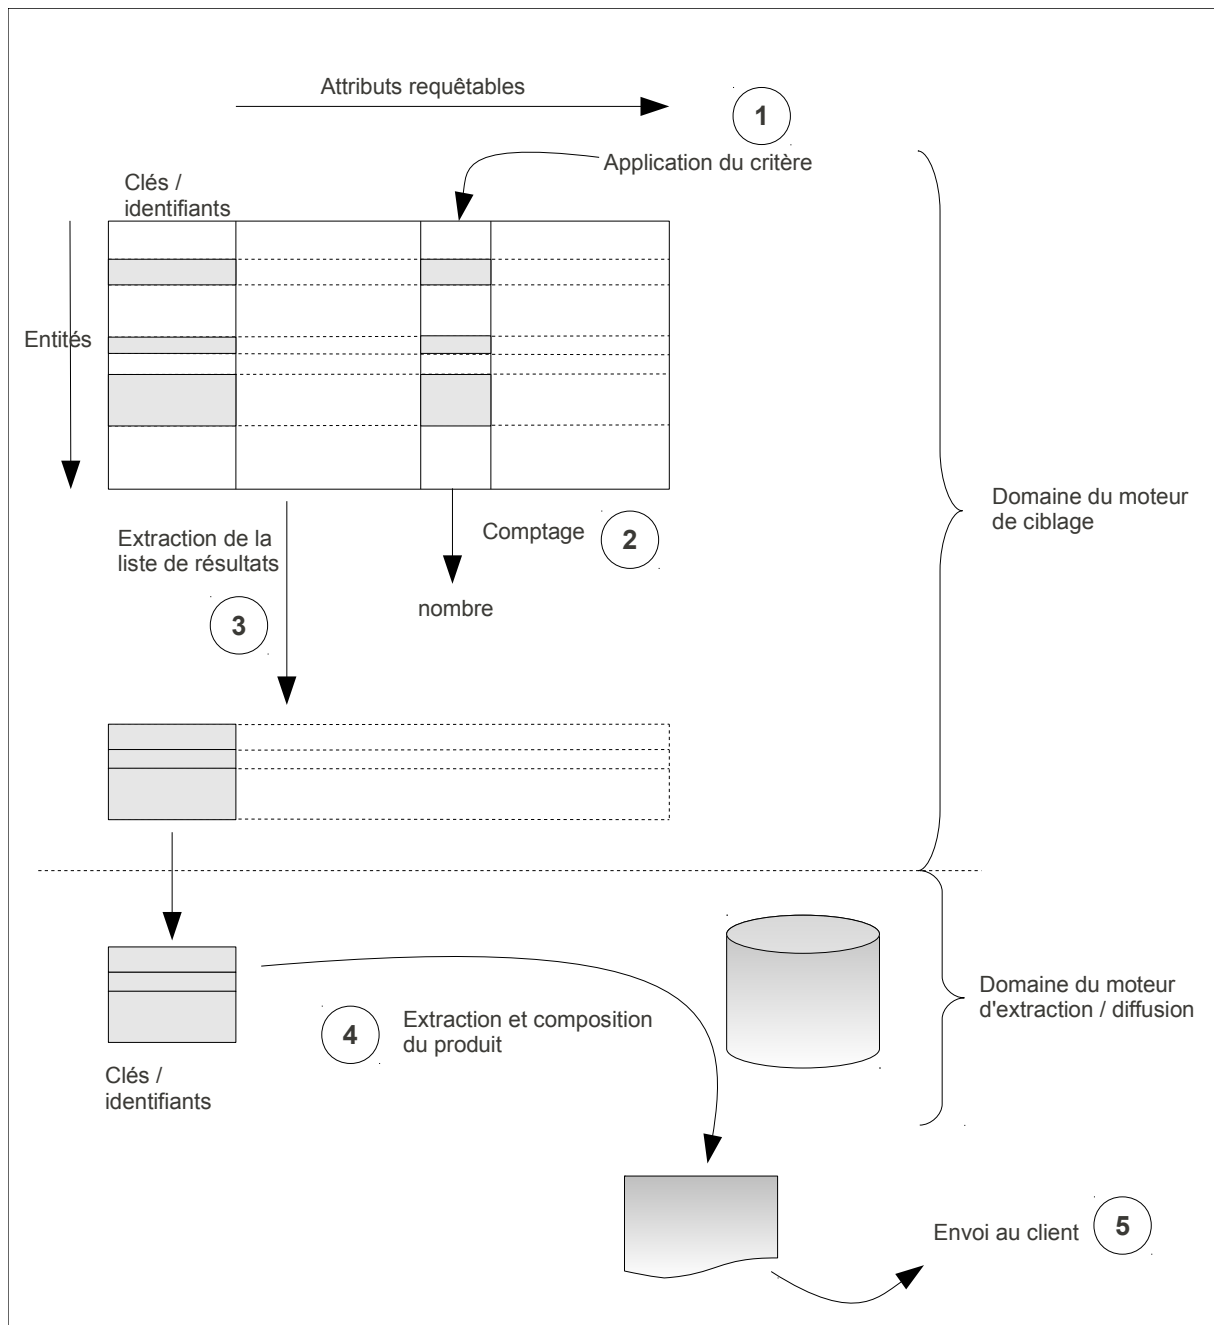 Attributs requêtables
1
Application du critère
Clés /
identifiants
Entités
Domaine du moteur
de ciblage
Extraction de la
liste de résultats
Comptage
2
nombre
3
Domaine du moteur
d'extraction / diffusion
4
Extraction et composition
du produit
Clés /
identifiants
Envoi au client
5